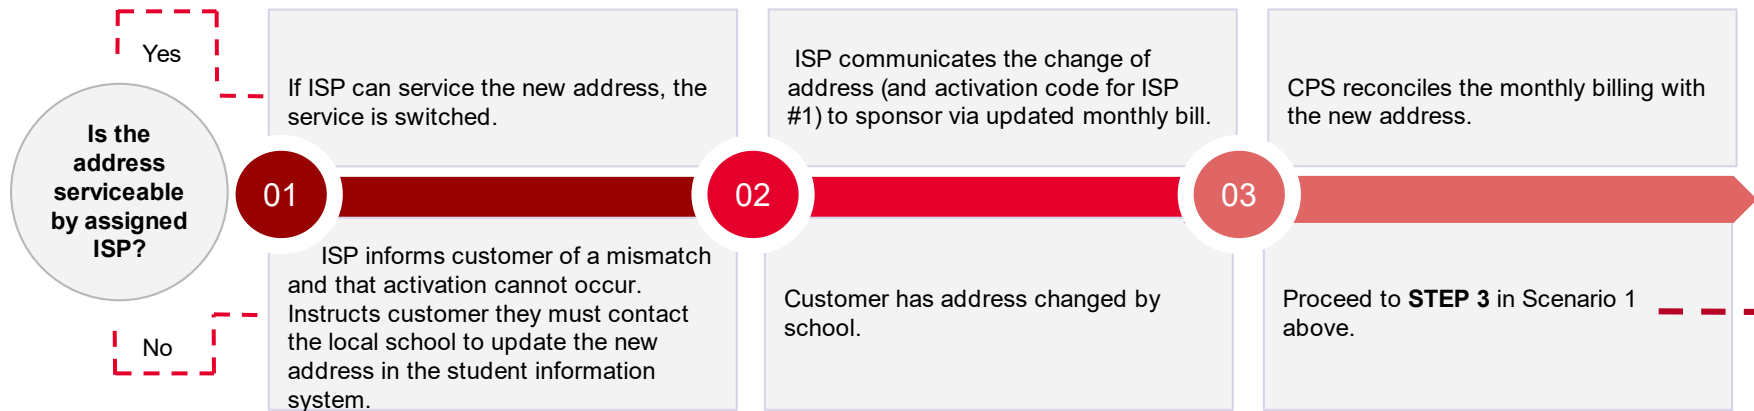 Is the
address
serviceable
by assigned
ISP?
Yes
No
01
If ISP can service the new address, the
service is switched.
ISP informs customer of a mismatch
and that activation cannot occur.
Instructs customer they must contact
the local school to update the new
address in the student information
system.
02
ISP communicates the change of
address (and activation code for ISP
#1) to sponsor via updated monthly bill.
Customer has address changed by
school.
03
CPS reconciles the monthly billing with
the new address.
Proceed to STEP 3 in Scenario 1
above.